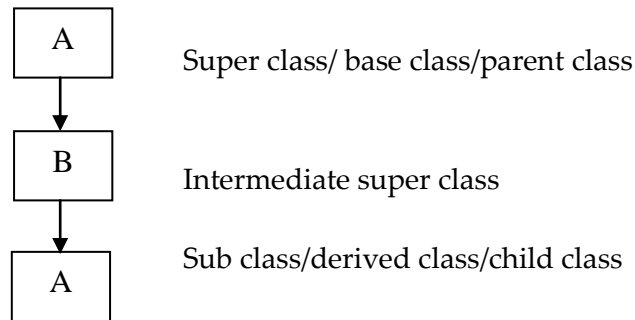 A
Super class/ base class/parent class
B
Intermediate super class
Sub class/derived class/child class
A